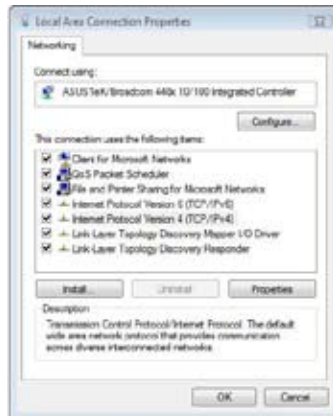 Local Area Connection Properties
Networking
Connect using:
ASUSTeK/Broadcom 440x 10/100 Integrated Controller
Configure...
This connection uses the following items:
Client for Microsoft Networks
QoS Packet Scheduler
File and Printer Sharing for Microsoft Networks
Internet Protocol Version 6 (TCP/IPv6)
Internet Protocol Version 4 (TCP/IPv4)
Link-Layer Topology Discovery Mapper I/O Driver
Link-Layer Topology Discovery Responder
Install... Uninstall Properties
Description
Transmission Control Protocol/Internet Protocol. The default
wide area network protocol that provides communication
across diverse interconnected networks.
OK Cancel